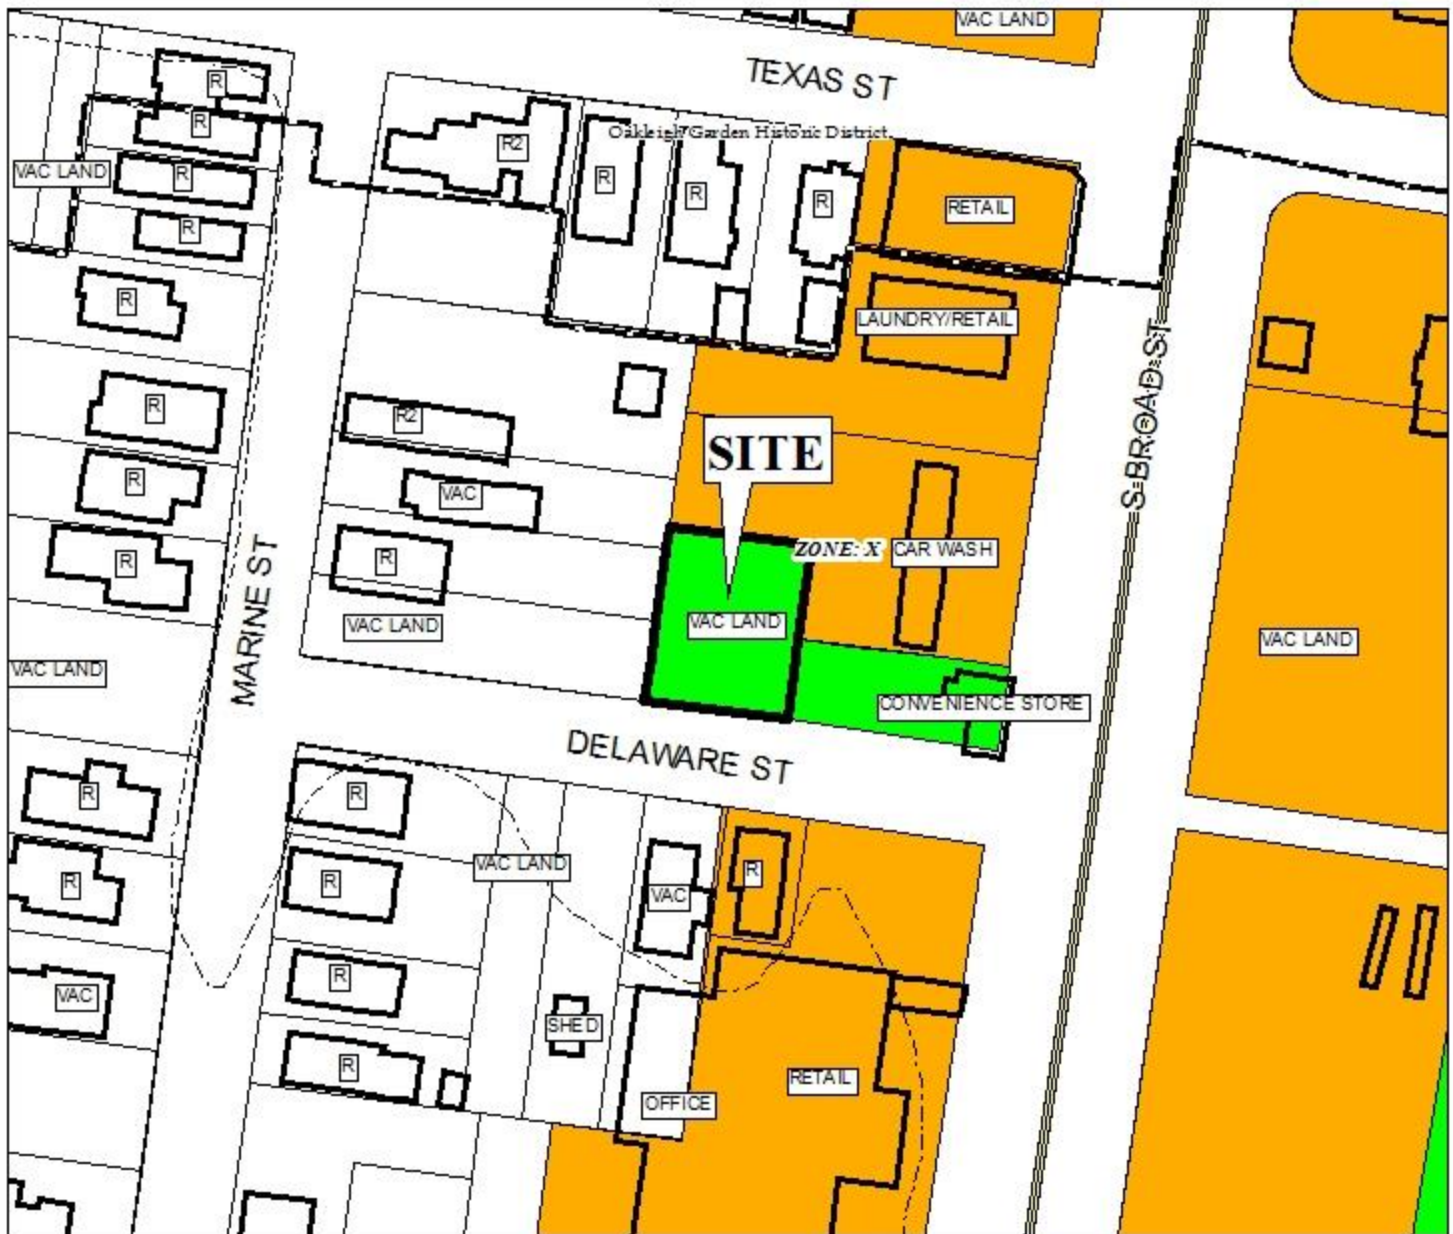 VAC LAND
TEXAS ST
R
Oakleigh Garden Historic District
R
R2
VAC LAND
R
R
R
R
RETAIL
R
R
LAUNDRY/RETAIL
S BROAD ST
R
R2
SITE
R
VAC
ZONE: X
CAR WASH
R
R
MARINE ST
VAC LAND
VAC LAND
VAC LAND
VAC LAND
CONVENIENCE STORE
DELAWARE ST
R
R
VAC LAND
R
R
R
VAC
R
VAC
SHED
R
RETAIL
OFFICE